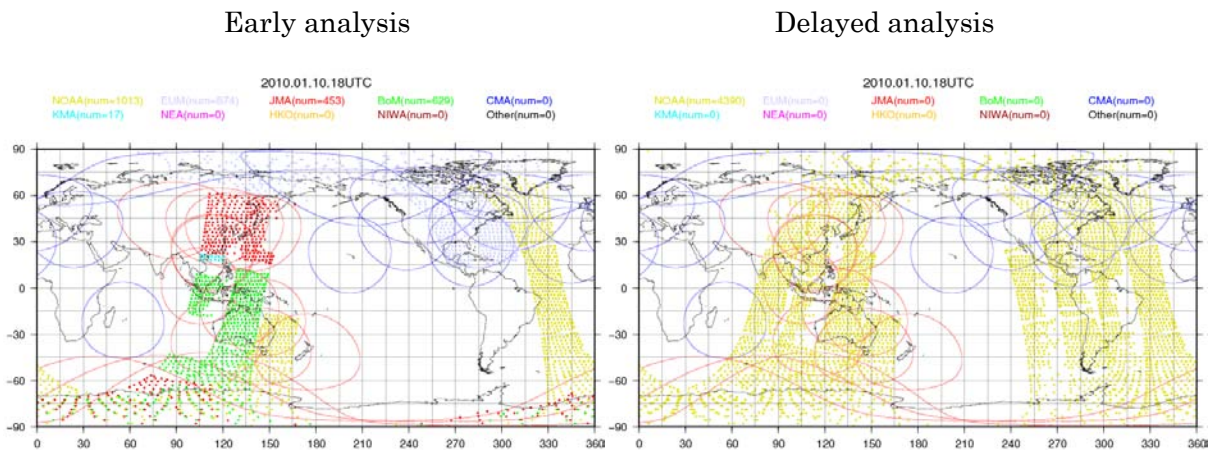 Early analysis
Delayed analysis
2010.01.10.18UTC
NOAA(num=1013) EUM(num=874) JMA(num=453) BoM(num=629) CMA(num=0)
KMA(num=17) NEA(num=0) HKO(num=0) NIWA(num=0) Other(num=0)
90
60
30
0
−30
−60
−90
0 30 60 90 120 150 180 210 240 270 300 330 360
2010.01.10.18UTC
NOAA(num=4390) EUM(num=0) JMA(num=0) BoM(num=0) CMA(num=0)
KMA(num=0) NEA(num=0) HKO(num=0) NIWA(num=0) Other(num=0)
90
60
30
0
−30
−60
−90
0 30 60 90 120 150 180 210 240 270 300 330 360